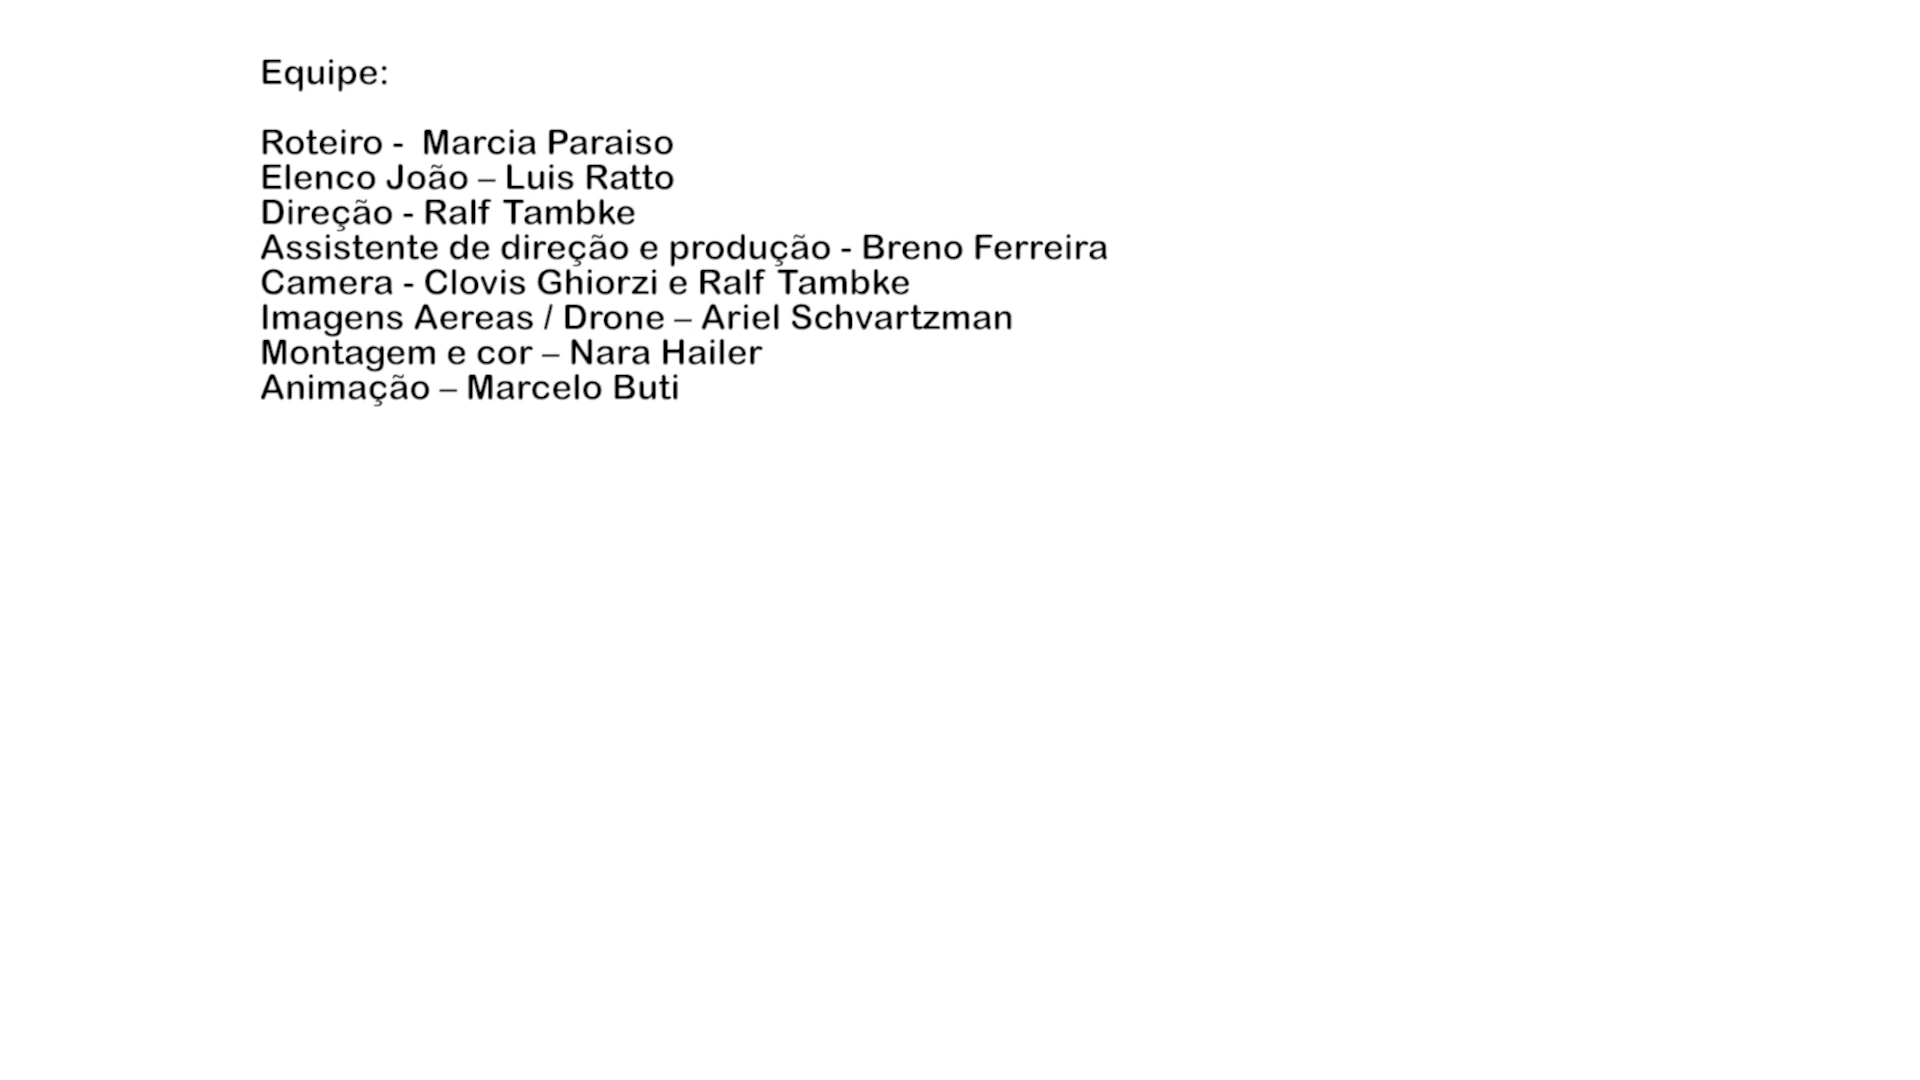 Equipe:
Roteiro -  Marcia Paraiso
Elenco João – Luis Ratto
Direção - Ralf Tambke
Assistente de direção e produção - Breno Ferreira
Camera - Clovis Ghiorzi e Ralf Tambke
Imagens Aereas / Drone – Ariel Schvartzman
Montagem e cor – Nara Hailer
Animação – Marcelo Buti